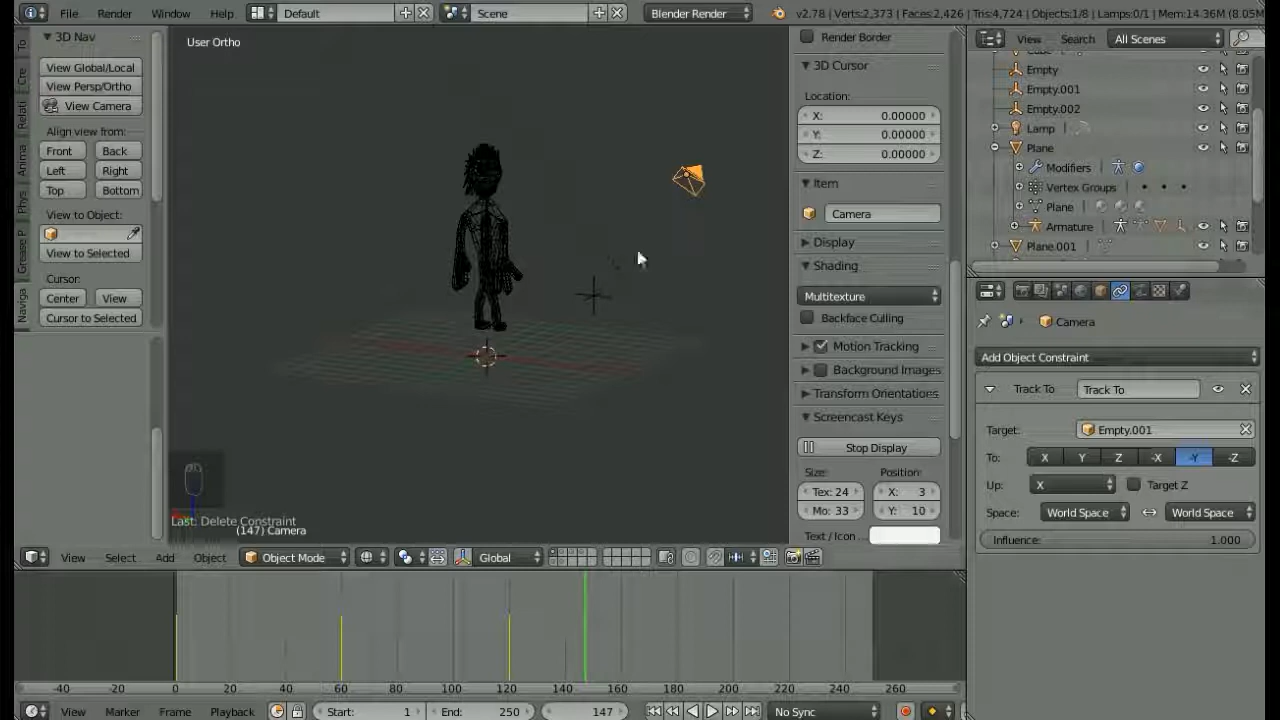 File Render Window Help Default Scene Blender Render v2.78 | Verts:2,373 | Faces:2,426 | Tris:4,724 | Objects:1/8 | Lamps:0/1 | Mem:14.36M (8.05M
3D Nav
View Global/Local
View Persp/Ortho
View Camera
Align view from:
Front Back
Left Right
Top Bottom
View to Object:
View to Selected
Cursor:
Center View
Cursor to Selected
To
Cre
Relati
Anima
Phys
Grease P
Naviga
User Ortho
Last: Delete Constraint
(147) Camera
Render Border
3D Cursor
Location:
X: 0.00000
Y: 0.00000
Z: 0.00000
Item
Camera
Display
Shading
Multitexture
Backface Culling
Motion Tracking
Background Images
Transform Orientations
Screencast Keys
Stop Display
Size: Position:
Tex: 24 X: 3
Mo: 33 Y: 10
Text / Icon ...
View Search All Scenes
Cube
Empty
Empty.001
Empty.002
Lamp
Plane
Modifiers
Vertex Groups
Plane
Armature
Plane.001
Camera
Add Object Constraint
Track To Track To
Target: Empty.001
To: X Y Z -X -Y -Z
Up: X Target Z
Space: World Space World Space
Influence: 1.000
View Select Add Object Object Mode Global
-40 -20 0 20 40 60 80 100 120 140 160 180 200 220 240 260
View Marker Frame Playback Start: 1 End: 250 147 No Sync